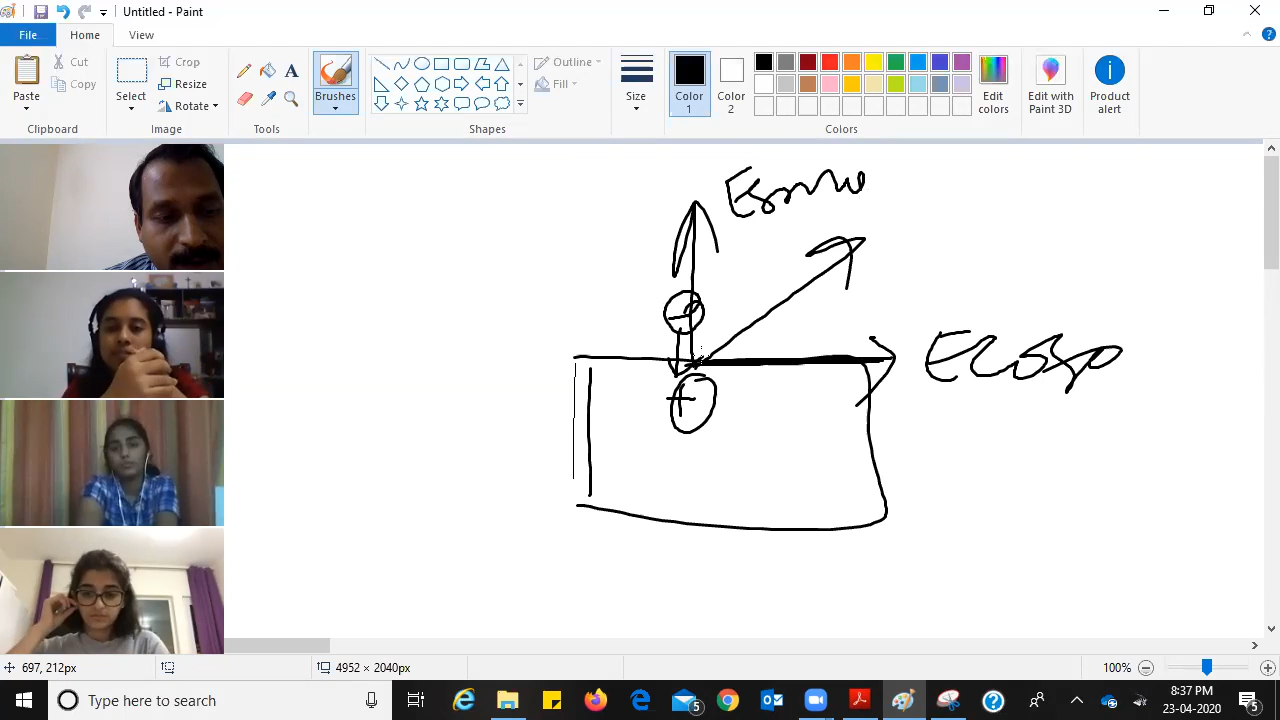 Untitled - Paint
File
Home
View
Paste
Cut
Copy
Clipboard
Select
Crop
Resize
Rotate
Image
Tools
Brushes
Shapes
Outline
Fill
Size
Color 1
Color 2
Colors
Edit colors
Edit with Paint 3D
Product alert
+
697, 212px
4952 × 2040px
100%
Type here to search
5
8:37 PM
23-04-2020
5